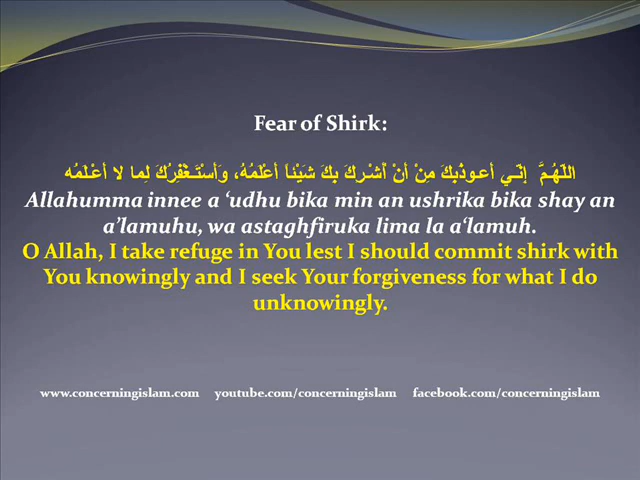 Fear of Shirk:
اللّهُـمَّ إِنّـي أَعـوذُبِكَ مِنْ أَنْ أُشْـرِكَ بِكَ شَيْئاً أَعْلَمُهُ، وَأَسْتَـغْفِرُكَ لِما لا أَعْـلَمُه
Allahumma innee a ‘udhu bika min an ushrika bika shay an
a’lamuhu, wa astaghfiruka lima la a‘lamuh.
O Allah, I take refuge in You lest I should commit shirk with
You knowingly and I seek Your forgiveness for what I do
unknowingly.
www.concerningislam.com youtube.com/concerningislam facebook.com/concerningislam